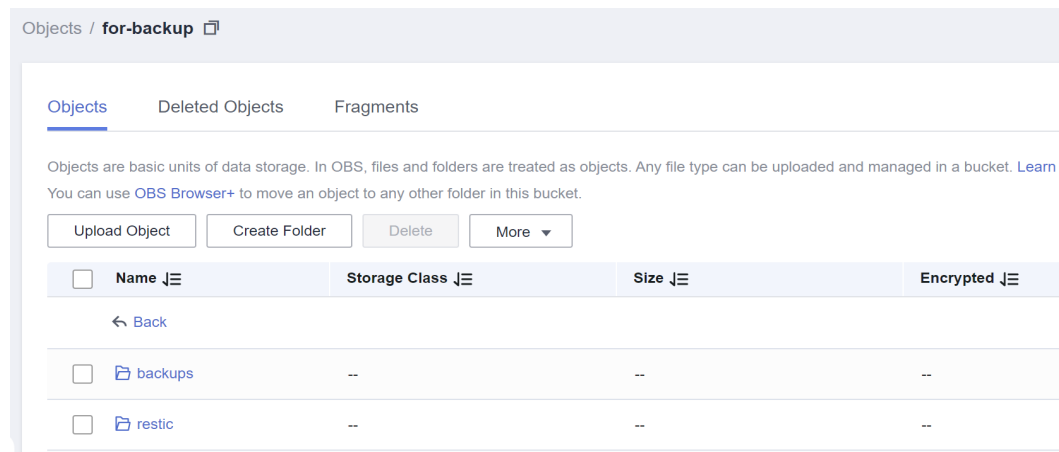 Objects / for-backup
Objects Deleted Objects Fragments
Objects are basic units of data storage. In OBS, files and folders are treated as objects. Any file type can be uploaded and managed in a bucket. Learn
You can use OBS Browser+ to move an object to any other folder in this bucket.
Upload Object Create Folder Delete More
Name Storage Class Size Encrypted
Back
backups -- -- --
restic -- -- --